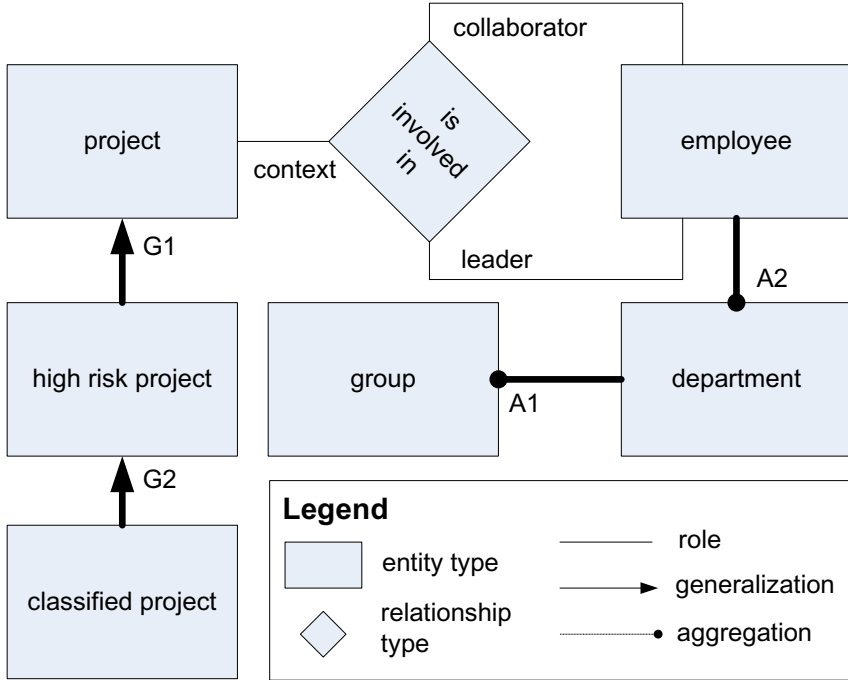 collaborator
project
is
involved
in
employee
context
G1
leader
A2
high risk project
group
department
A1
G2
classified project
Legend
entity type
relationship
type
role
generalization
aggregation